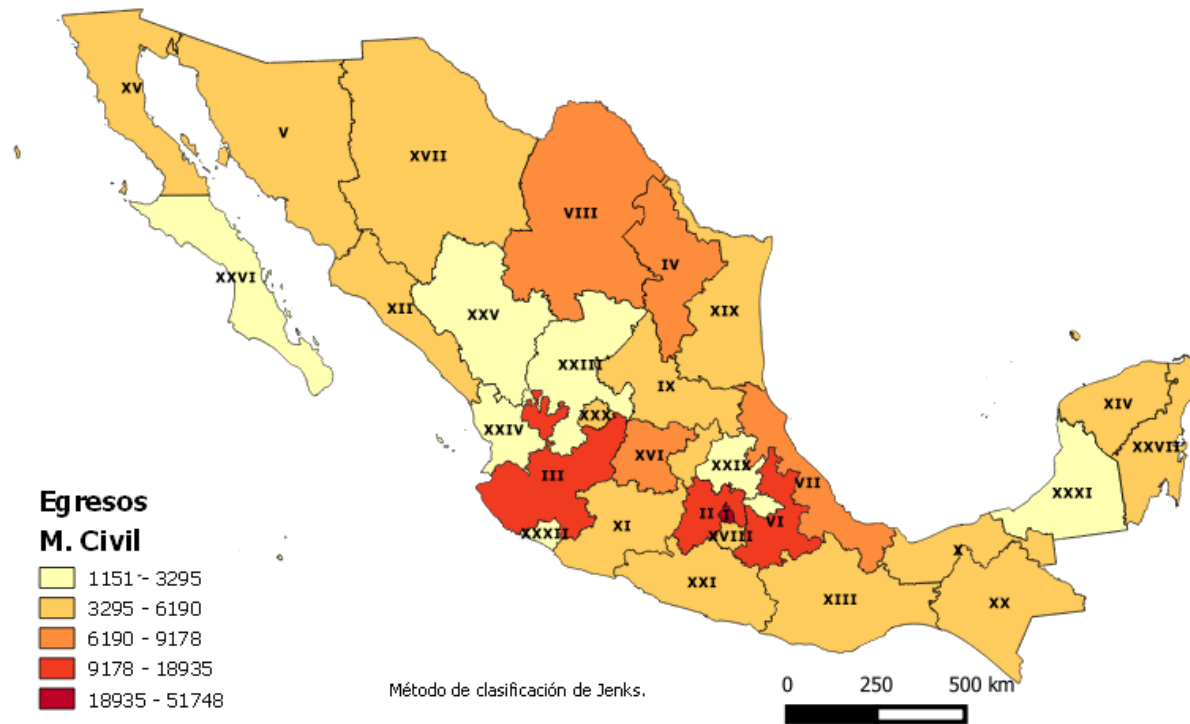 XV
V
XVII
VIII
XXVI
IV
XII
XXV
XIX
XXIII
IX
XXX
XIV
XXIV
XXVII
XVI
XXIX
III
VII
XXXI
II
I
VI
XI
XXXII
XVIII
X
XXI
XIII
XX
Egresos
M. Civil
1151 - 3295
3295 - 6190
6190 - 9178
9178 - 18935
18935 - 51748
Método de clasificación de Jenks.
0 250 500 km